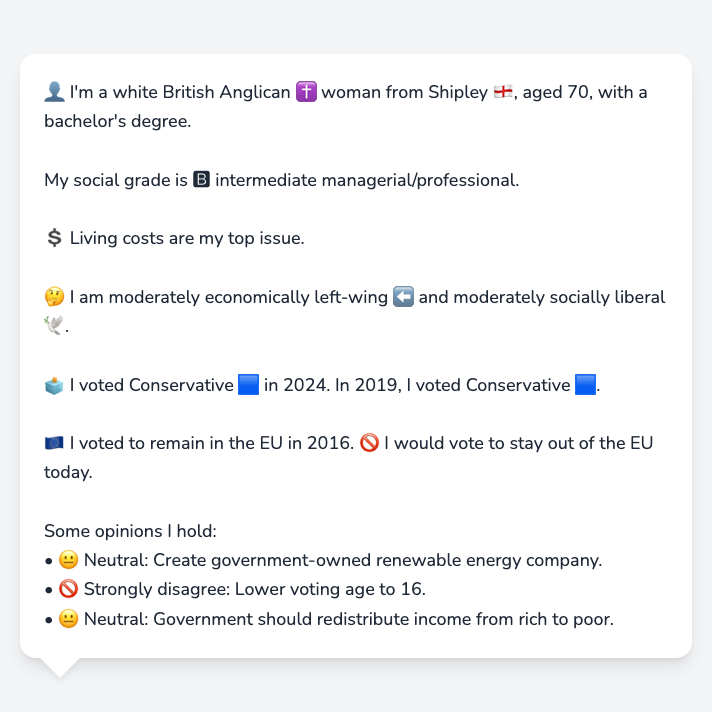 👤 I'm a white British Anglican ✝️ woman from Shipley 🏴󠁧󠁢󠁥󠁮󠁧󠁿, aged 70, with a
bachelor's degree.
My social grade is 🅱 intermediate managerial/professional.
💲 Living costs are my top issue.
🤔 I am moderately economically left-wing ⬅️ and moderately socially liberal
🕊️.
🗳️ I voted Conservative 🟦 in 2024. In 2019, I voted Conservative 🟦.
🇪🇺 I voted to remain in the EU in 2016. 🚫 I would vote to stay out of the EU
today.
Some opinions I hold:
• 😐 Neutral: Create government-owned renewable energy company.
• 🚫 Strongly disagree: Lower voting age to 16.
• 😐 Neutral: Government should redistribute income from rich to poor.